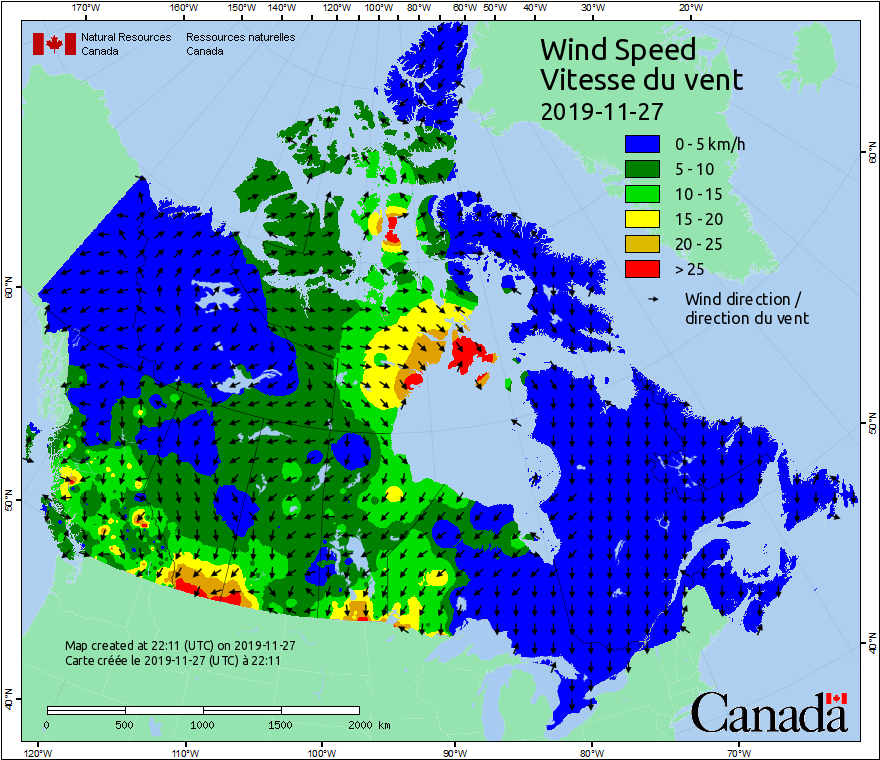 170°W 160°W 150°W 140°W 130°W 120°W 110°W 100°W 90°W 80°W 70°W 60°W 50°W 40°W 30°W 20°W
Natural Resources Ressources naturelles
Canada Canada
Wind Speed
Vitesse du vent
2019-11-27
0 - 5 km/h
5 - 10
10 - 15
15 - 20
20 - 25
> 25
Wind direction /
direction du vent
60°N 60°N
50°N 50°N
40°N 40°N
Map created at 22:11 (UTC) on 2019-11-27
Carte créée le 2019-11-27 (UTC) à 22:11
0 500 1000 1500 2000 km
Canada
120°W 110°W 100°W 90°W 80°W 70°W